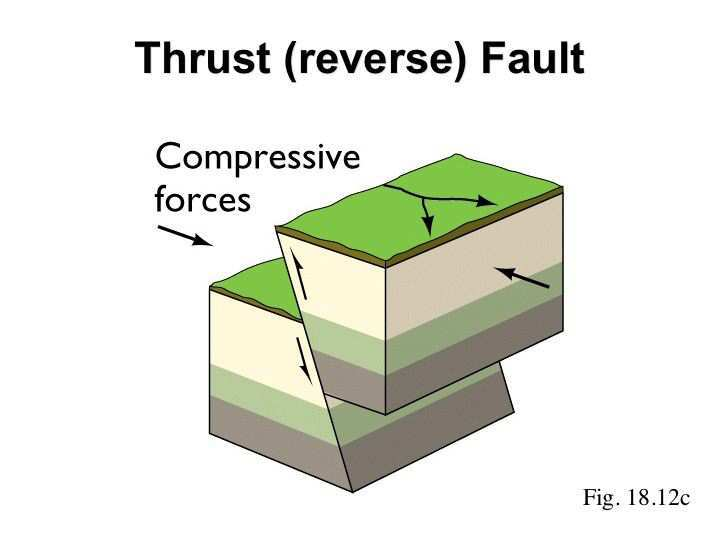 Thrust (reverse) Fault
Compressive
forces
Fig. 18.12c